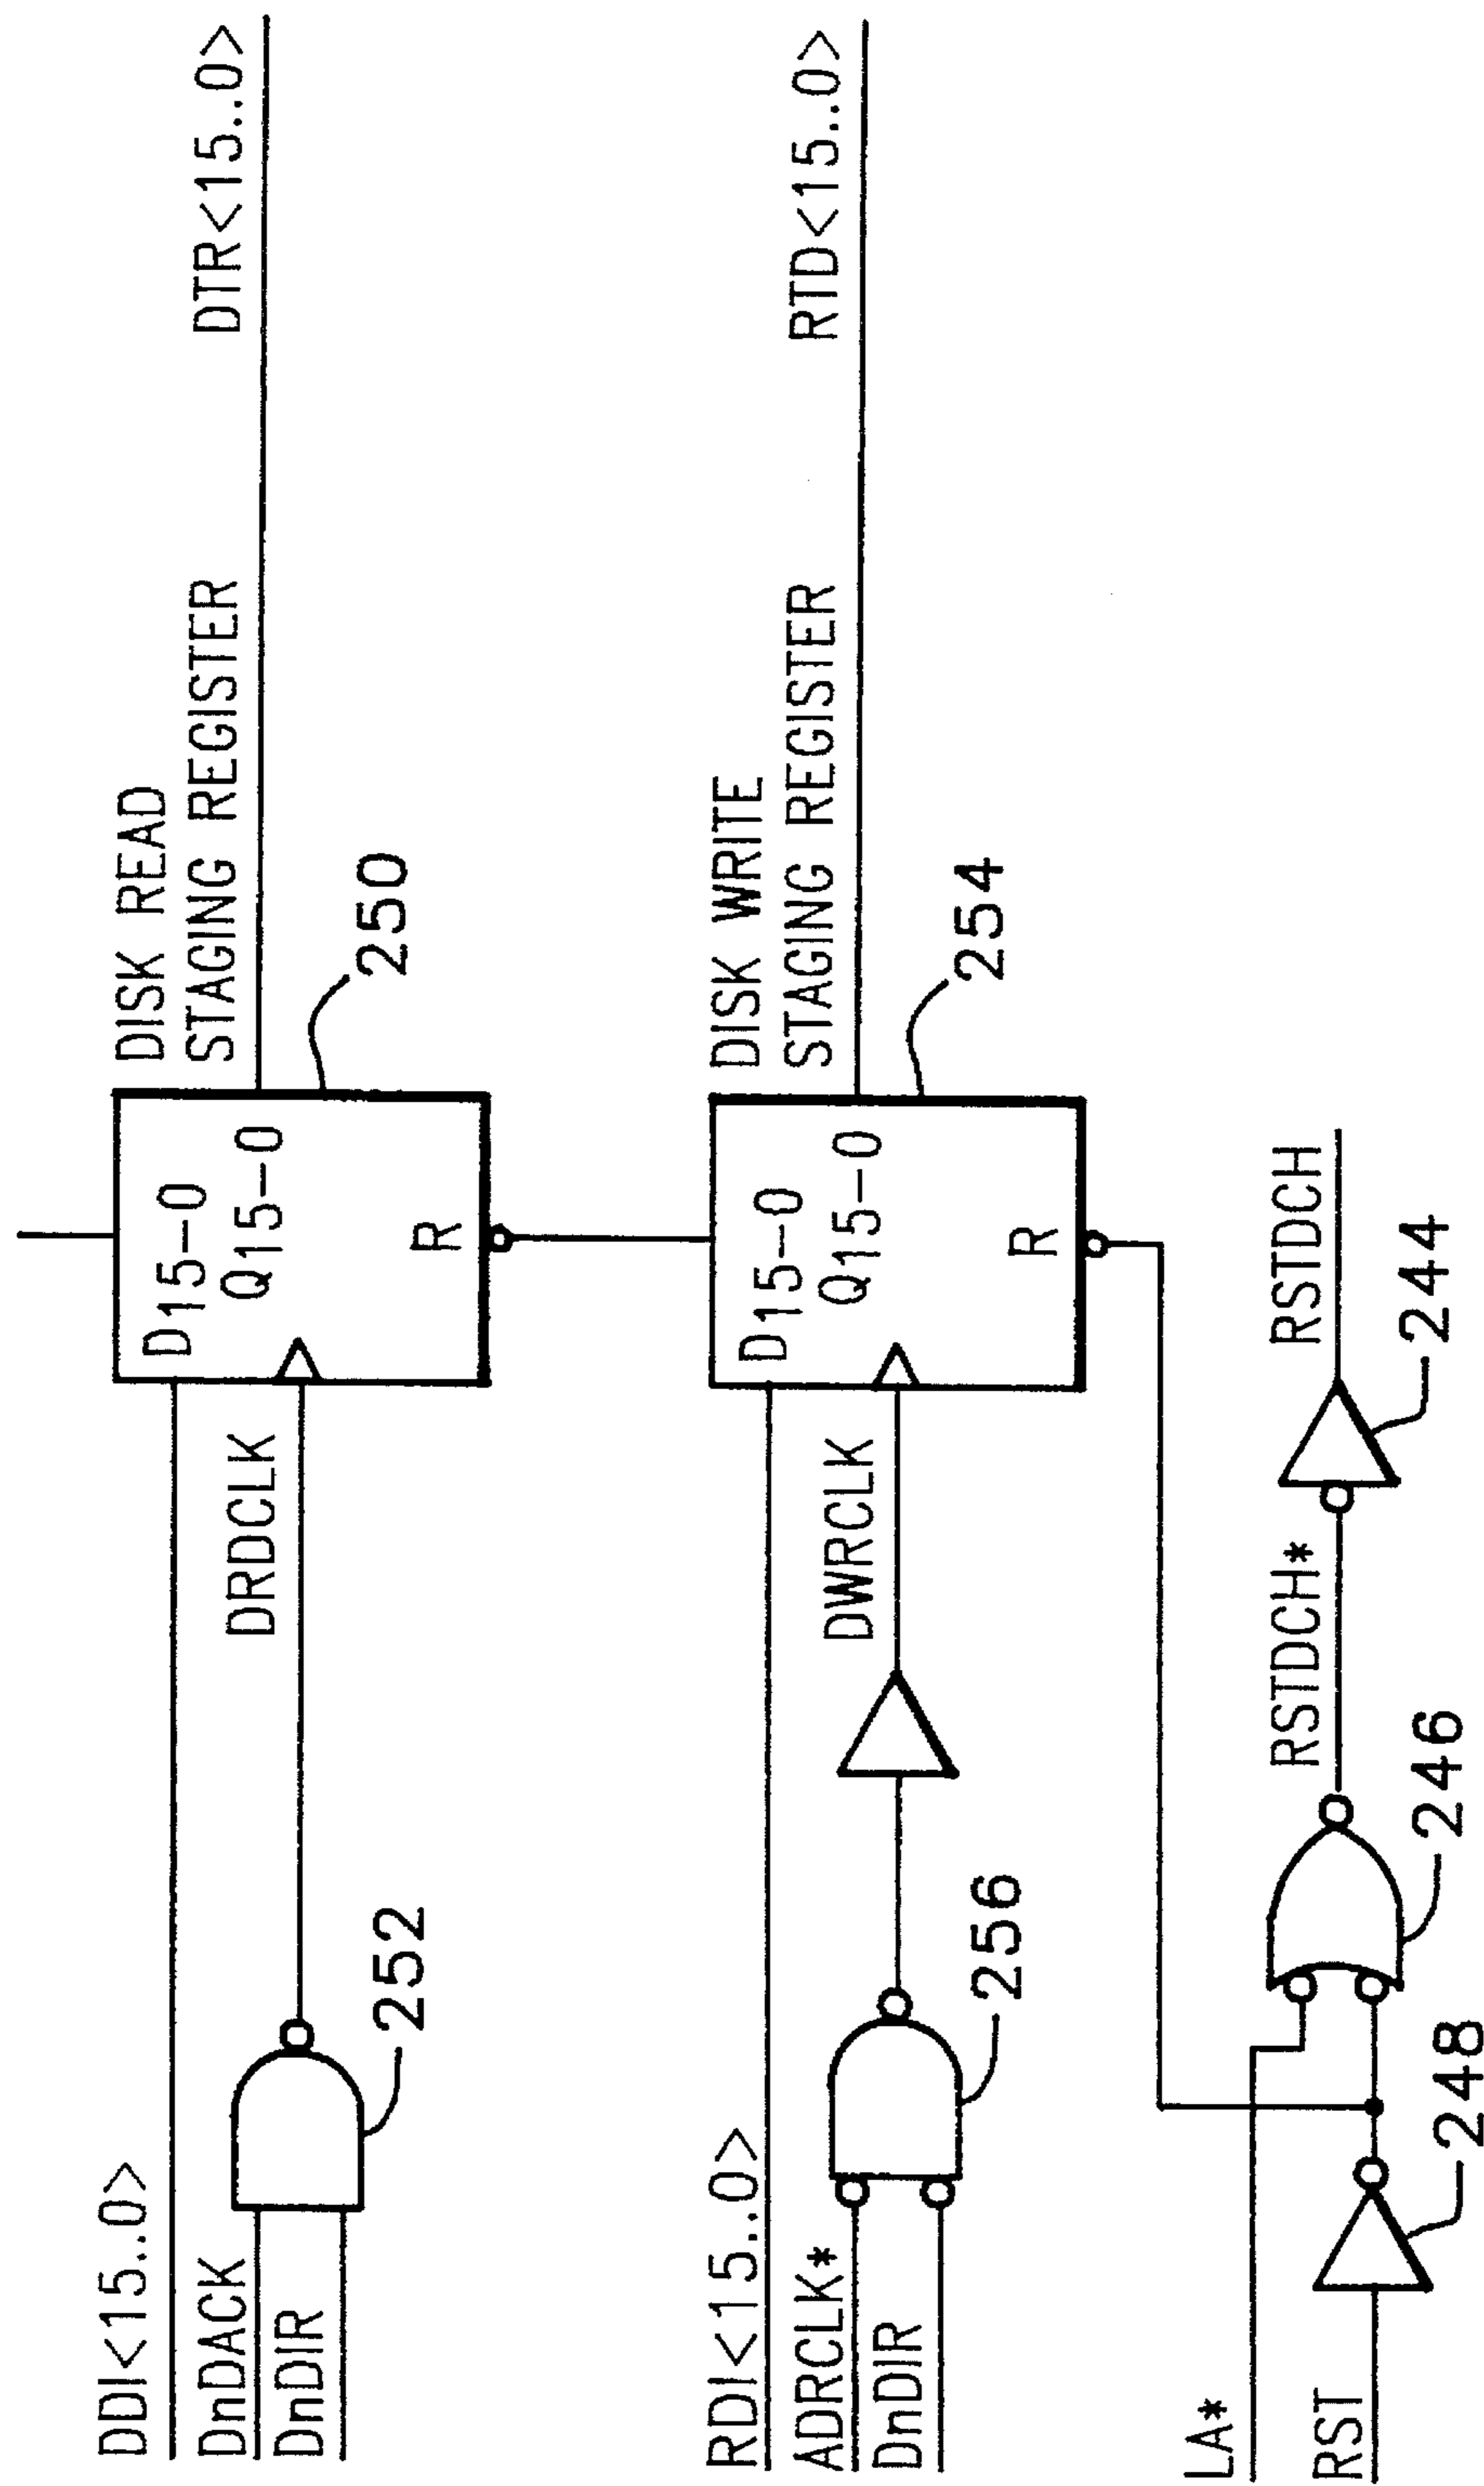 DDI<15..0>
DnDACK
DnDIR
252
DRDCLK
D15-0
Q15-0
R
DISK READ
STAGING REGISTER
250
DTR<15..0>
RDI<15..0>
ADRCLK*
DnDIR
256
DWRCLK
D15-0
Q15-0
R
DISK WRITE
STAGING REGISTER
254
RTD<15..0>
LA*
RST
248
246
RSTDCH*
244
RSTDCH